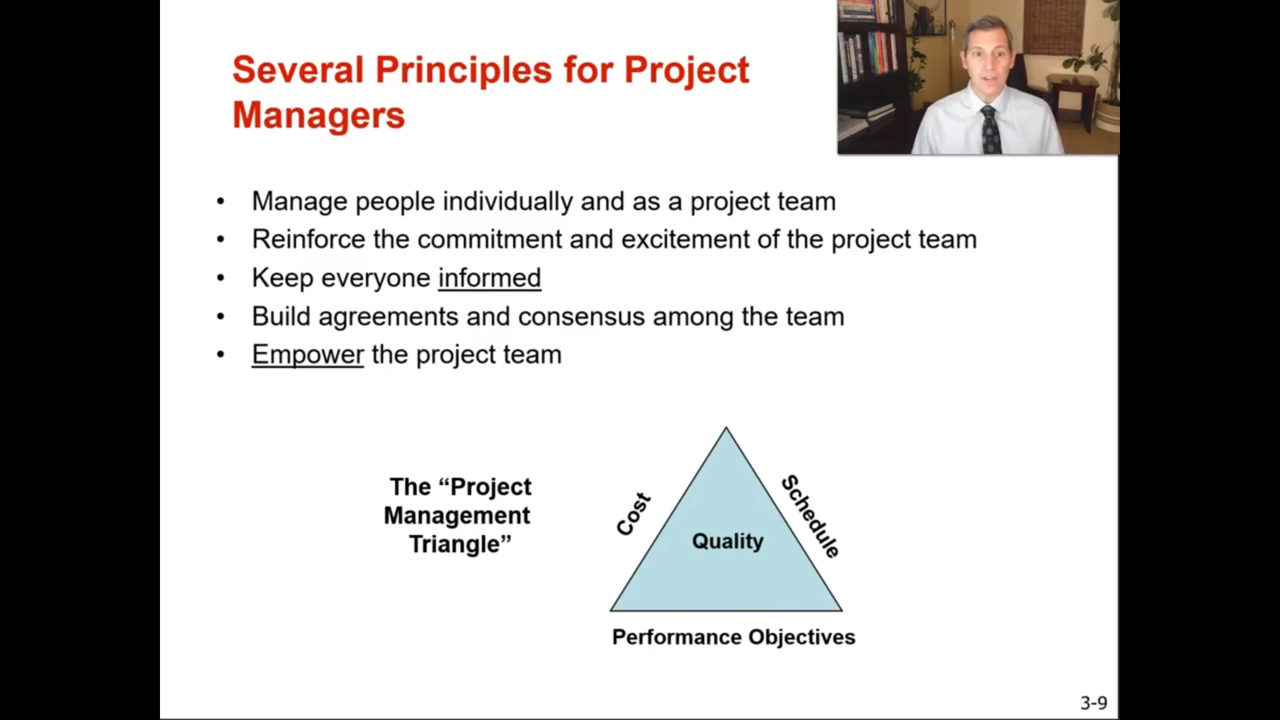 Several Principles for Project
Managers
• Manage people individually and as a project team
• Reinforce the commitment and excitement of the project team
• Keep everyone informed
• Build agreements and consensus among the team
• Empower the project team
The “Project
Management
Triangle”
Cost
Schedule
Quality
Performance Objectives
3-9